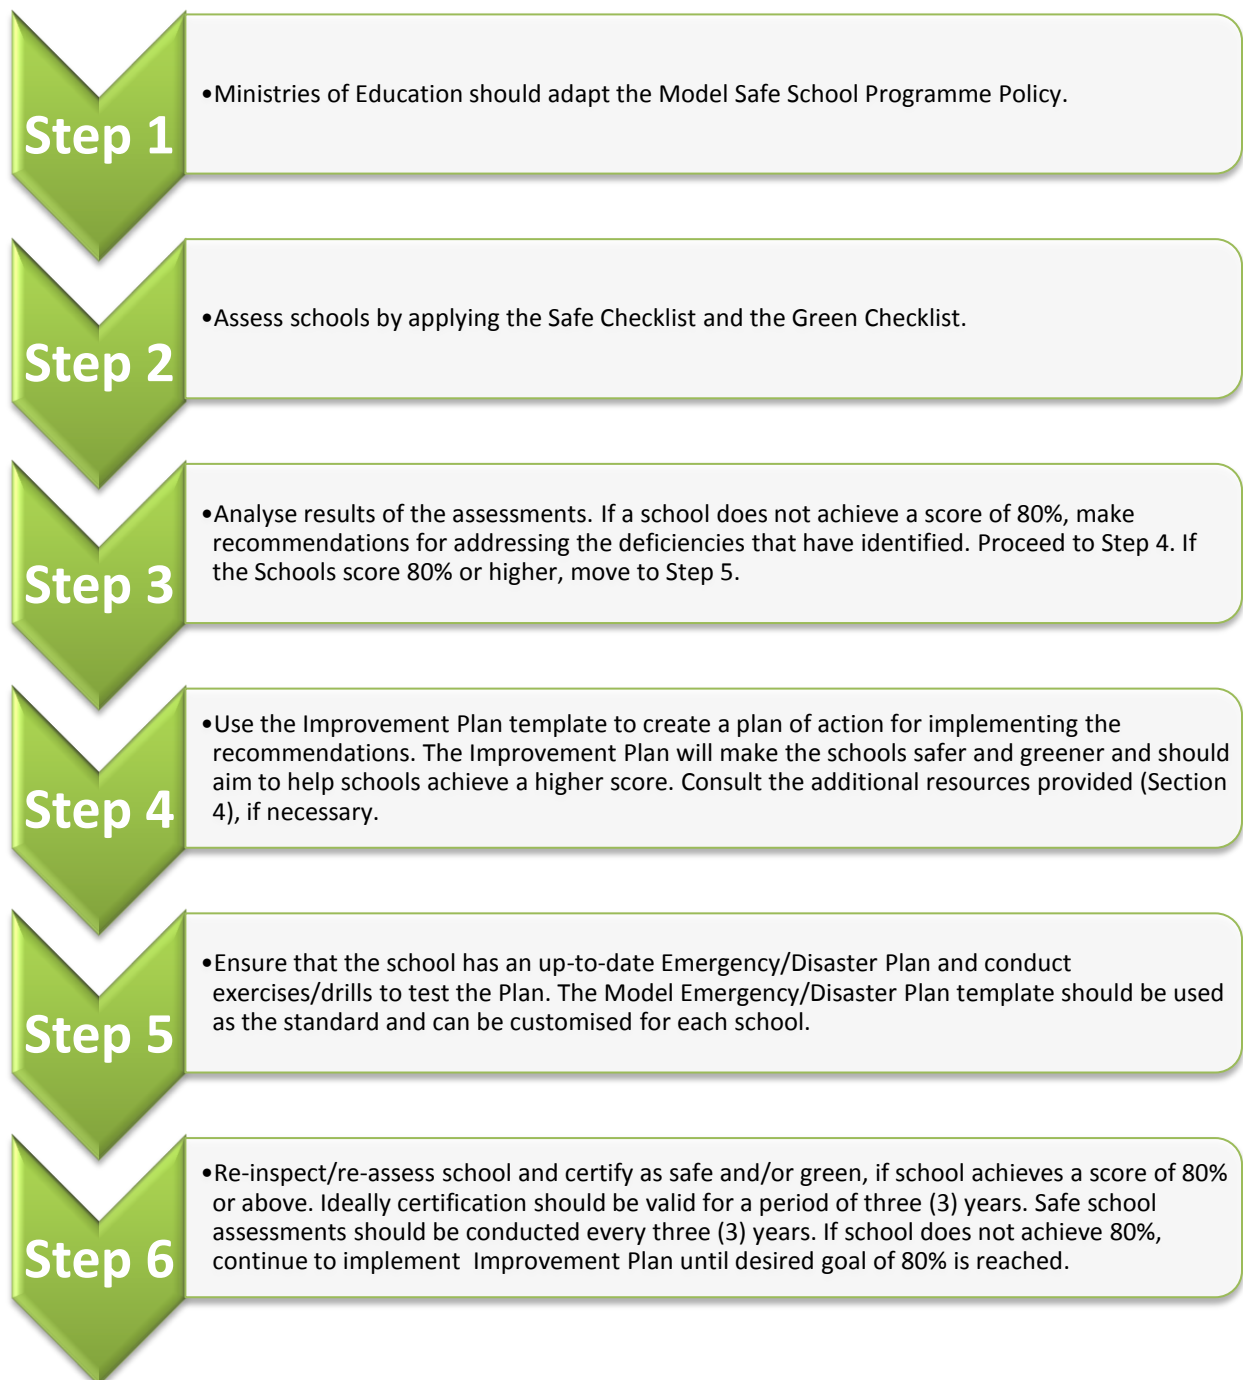 Step 1
•Ministries of Education should adapt the Model Safe School Programme Policy.
Step 2
•Assess schools by applying the Safe Checklist and the Green Checklist.
Step 3
•Analyse results of the assessments. If a school does not achieve a score of 80%, make
recommendations for addressing the deficiencies that have identified. Proceed to Step 4. If
the Schools score 80% or higher, move to Step 5.
Step 4
•Use the Improvement Plan template to create a plan of action for implementing the
recommendations. The Improvement Plan will make the schools safer and greener and should
aim to help schools achieve a higher score. Consult the additional resources provided (Section
4), if necessary.
Step 5
•Ensure that the school has an up-to-date Emergency/Disaster Plan and conduct
exercises/drills to test the Plan. The Model Emergency/Disaster Plan template should be used
as the standard and can be customised for each school.
Step 6
•Re-inspect/re-assess school and certify as safe and/or green, if school achieves a score of 80%
or above. Ideally certification should be valid for a period of three (3) years. Safe school
assessments should be conducted every three (3) years. If school does not achieve 80%,
continue to implement  Improvement Plan until desired goal of 80% is reached.